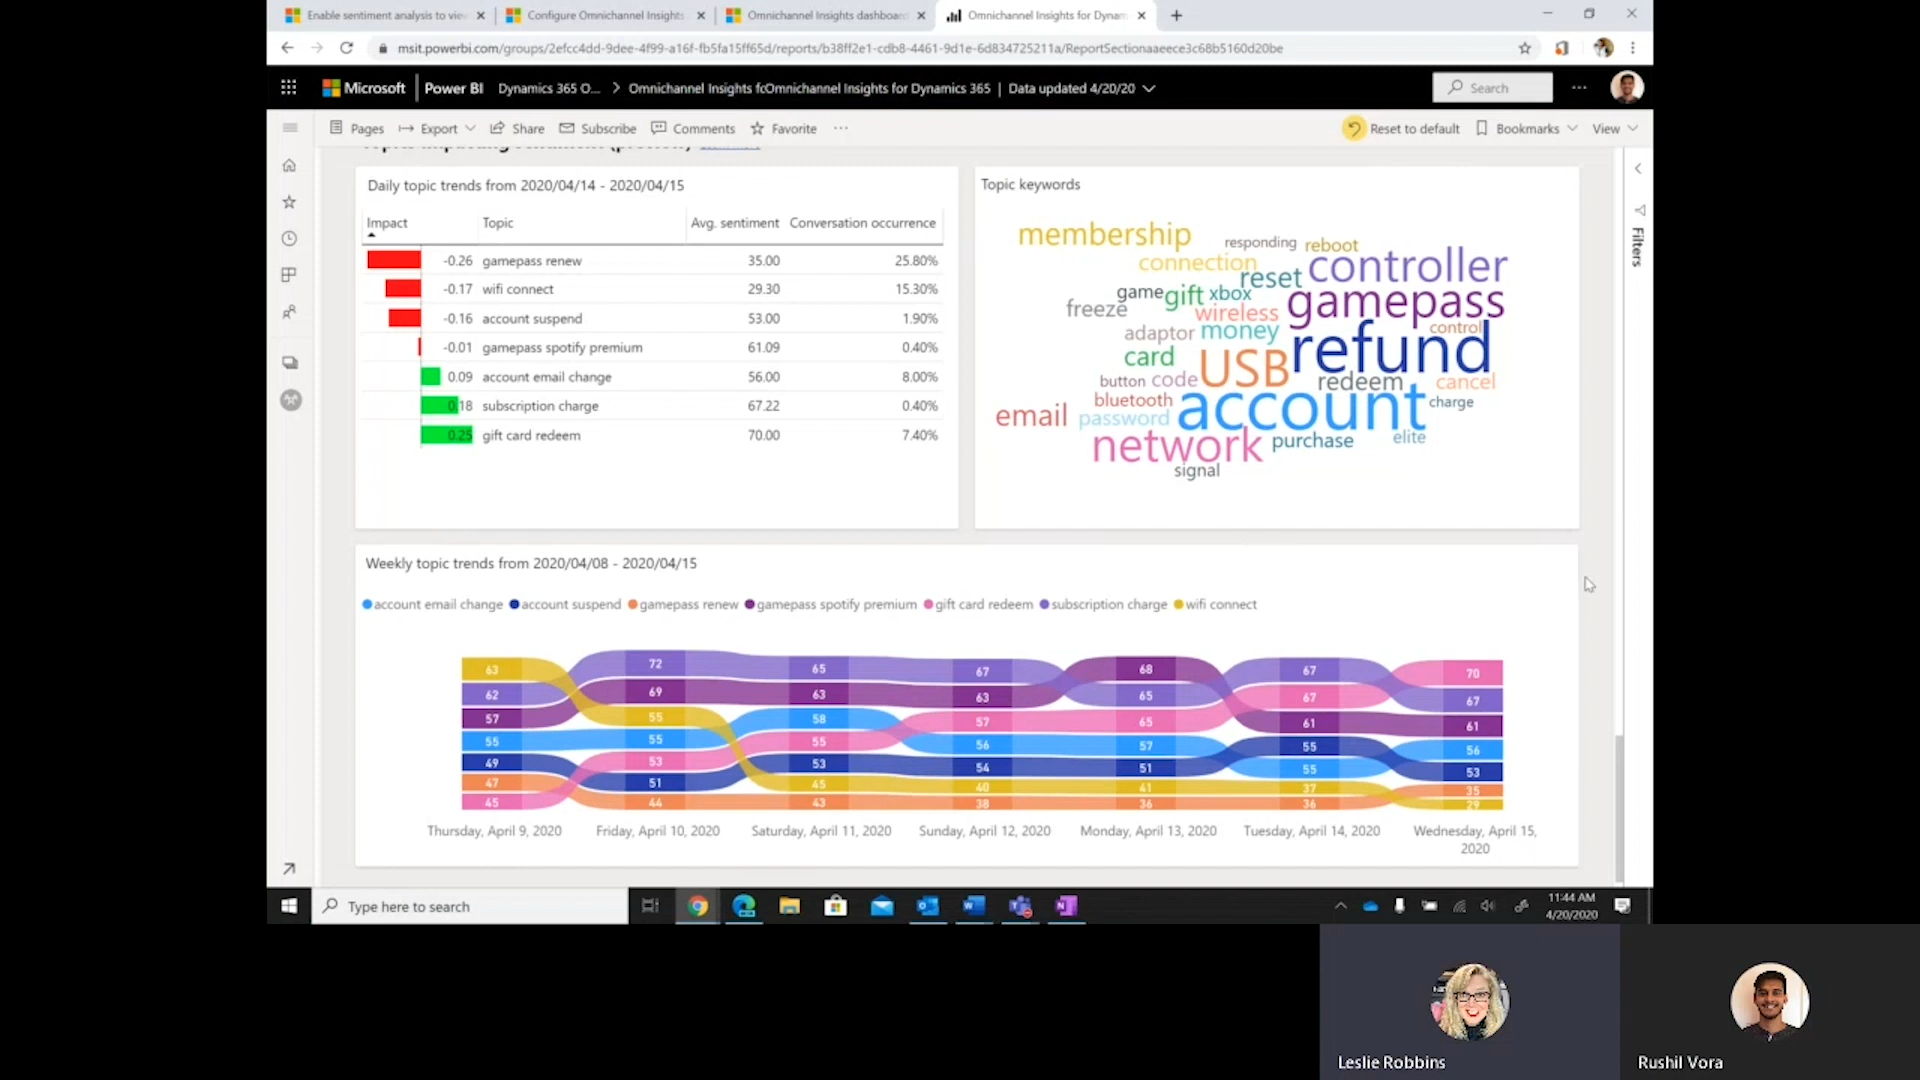 Enable sentiment analysis to view
Configure Omnichannel Insights
Omnichannel Insights dashboard
Omnichannel Insights for Dynam
msit.powerbi.com/groups/2efcc4dd-9dee-4f99-a16f-fb5fa15ff65d/reports/b38ff2e1-cdb8-4461-9d1e-6d834725211a/ReportSectionaaeece3c68b5160d20be
Microsoft Power BI Dynamics 365 O... > Omnichannel Insights fcOmnichannel Insights for Dynamics 365 | Data updated 4/20/20
Search
Pages Export Share Subscribe Comments Favorite ...
Reset to default Bookmarks View
Filters
Daily topic trends from 2020/04/14 - 2020/04/15
Impact Topic Avg. sentiment Conversation occurrence
-0.26 gamepass renew 35.00 25.80%
-0.17 wifi connect 29.30 15.30%
-0.16 account suspend 53.00 1.90%
-0.01 gamepass spotify premium 61.09 0.40%
0.09 account email change 56.00 8.00%
0.18 subscription charge 67.22 0.40%
0.25 gift card redeem 70.00 7.40%
Topic keywords
membership responding reboot
connection reset controller
game gift xbox gamepass
freeze wireless
adaptor money control
card USB refund
button code redeem cancel
bluetooth account charge
email password
network purchase elite
signal
Weekly topic trends from 2020/04/08 - 2020/04/15
account email change account suspend gamepass renew gamepass spotify premium gift card redeem subscription charge wifi connect
63 72 65 67 68 67 70
62 69 63 63 65 67 67
57 55 58 57 65 61 61
55 55 55 56 57 55 56
49 53 53 54 51 55 53
47 51 45 40 41 37 35
45 44 43 38 36 36 29
Thursday, April 9, 2020 Friday, April 10, 2020 Saturday, April 11, 2020 Sunday, April 12, 2020 Monday, April 13, 2020 Tuesday, April 14, 2020 Wednesday, April 15,
2020
Type here to search
11:44 AM
4/20/2020
Leslie Robbins
Rushil Vora